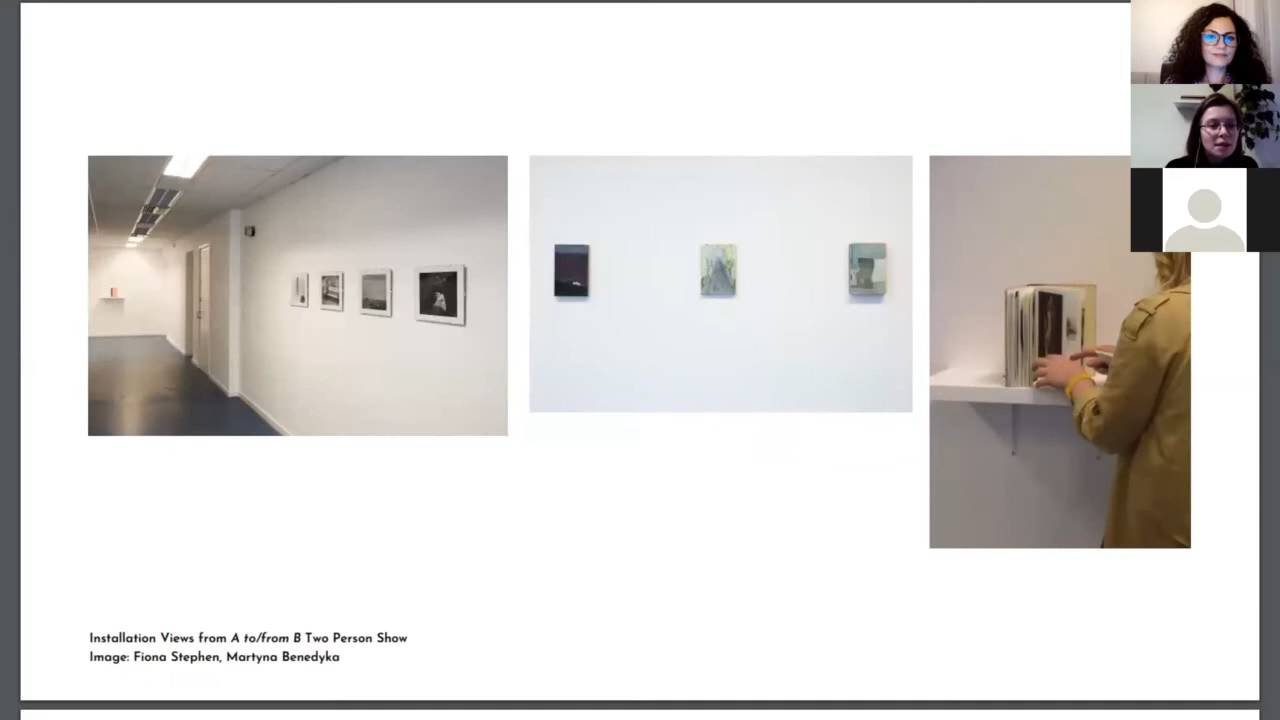 Installation Views from A to/from B Two Person Show
Image: Fiona Stephen, Martyna Benedyka